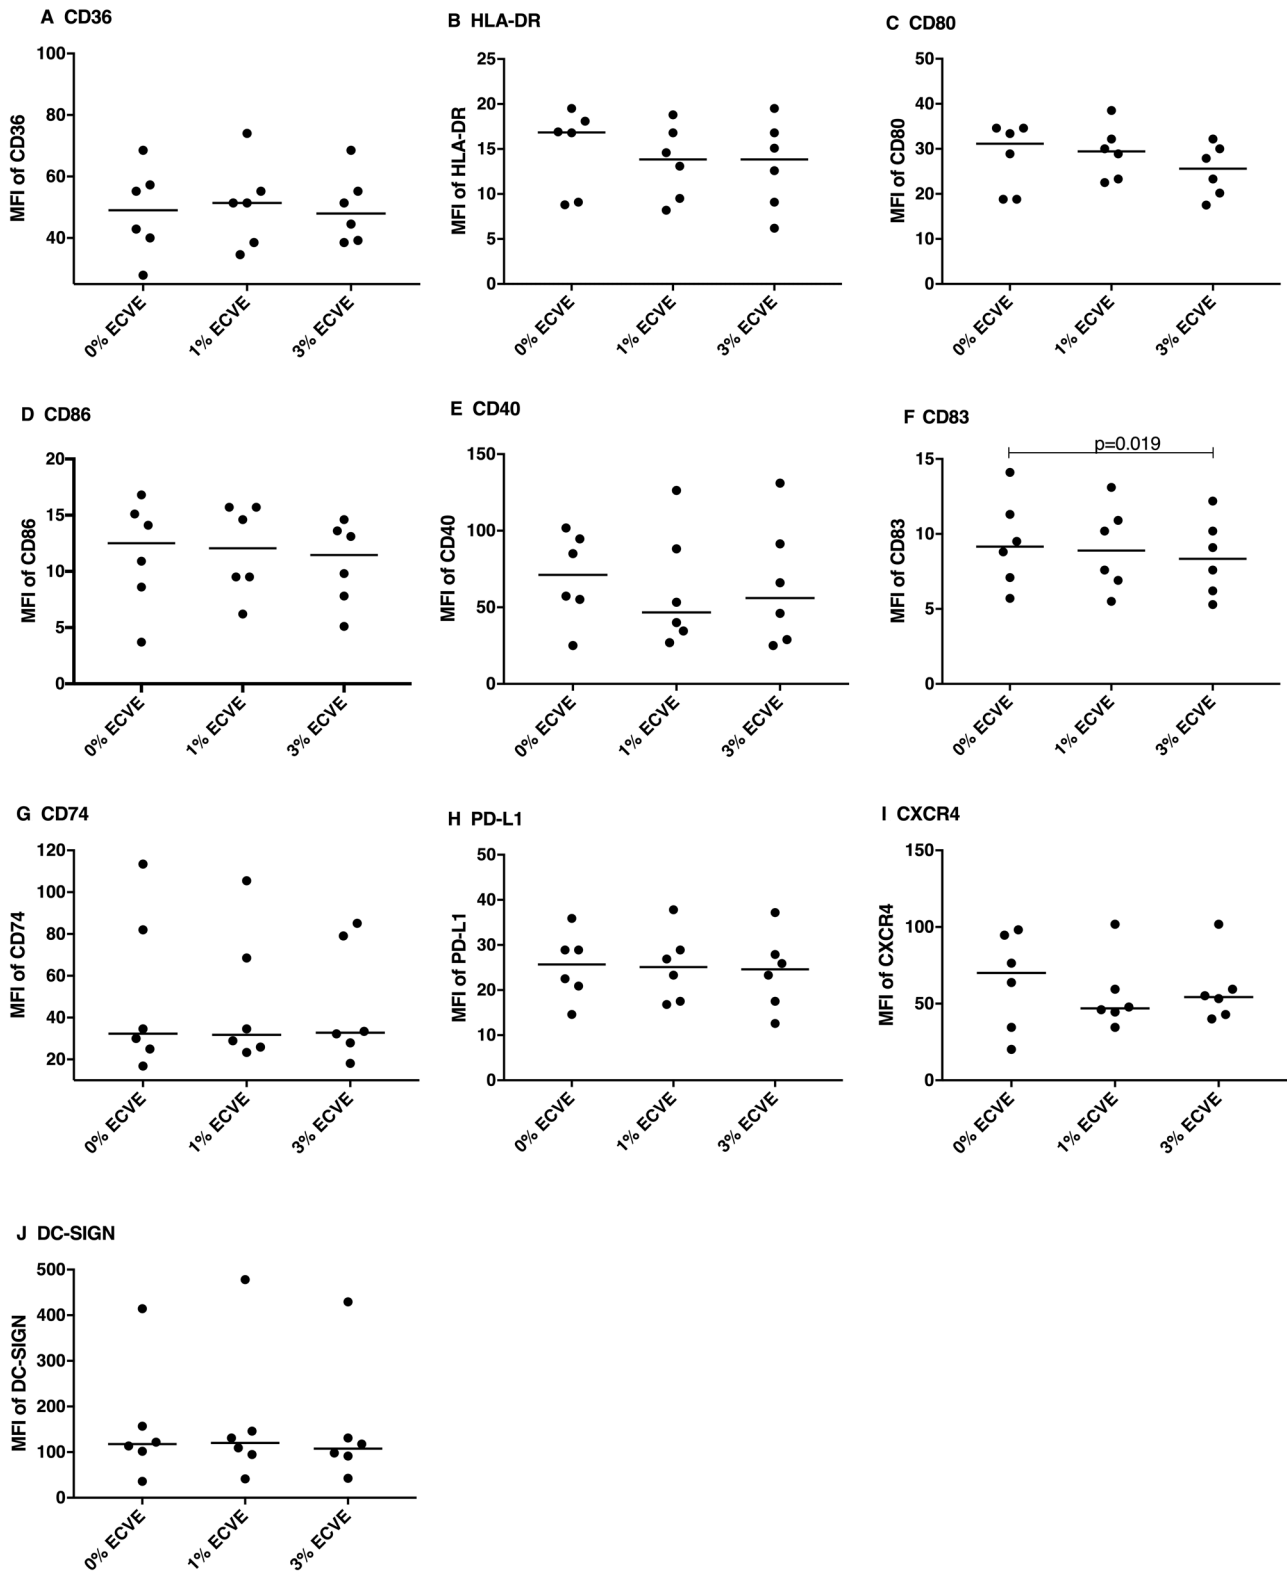 A CD36
100
80
60
40
MFI of CD36
0% ECVE
1% ECVE
3% ECVE
B HLA-DR
25
20
15
10
5
0
MFI of HLA-DR
0% ECVE
1% ECVE
3% ECVE
C CD80
50
40
30
20
10
0
MFI of CD80
0% ECVE
1% ECVE
3% ECVE
D CD86
20
15
10
5
0
MFI of CD86
0% ECVE
1% ECVE
3% ECVE
E CD40
150
100
50
0
MFI of CD40
0% ECVE
1% ECVE
3% ECVE
F CD83
p=0.019
15
10
5
0
MFI of CD83
0% ECVE
1% ECVE
3% ECVE
G CD74
120
100
80
60
40
20
MFI of CD74
0% ECVE
1% ECVE
3% ECVE
H PD-L1
50
40
30
20
10
0
MFI of PD-L1
0% ECVE
1% ECVE
3% ECVE
I CXCR4
150
100
50
0
MFI of CXCR4
0% ECVE
1% ECVE
3% ECVE
J DC-SIGN
500
400
300
200
100
0
MFI of DC-SIGN
0% ECVE
1% ECVE
3% ECVE